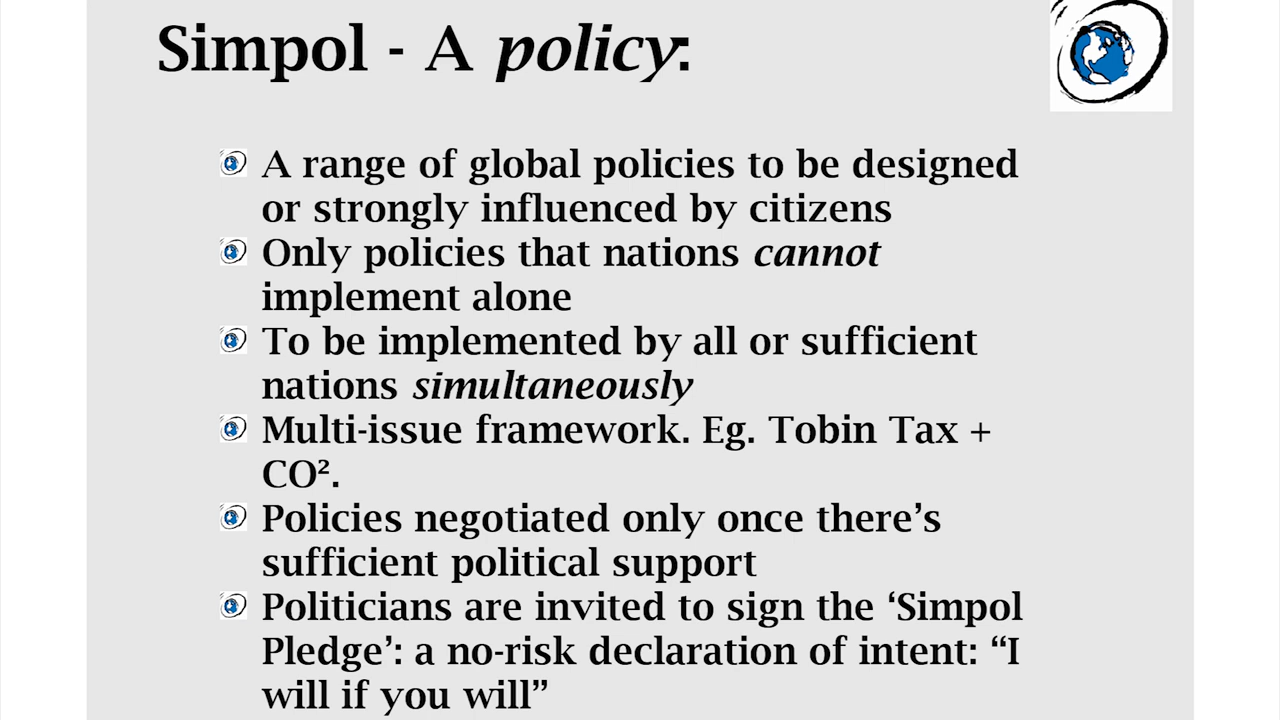 Simpol - A policy:
A range of global policies to be designed
or strongly influenced by citizens
Only policies that nations cannot
implement alone
To be implemented by all or sufficient
nations simultaneously
Multi-issue framework. Eg. Tobin Tax +
CO².
Policies negotiated only once there’s
sufficient political support
Politicians are invited to sign the ‘Simpol
Pledge’: a no-risk declaration of intent: “I
will if you will”